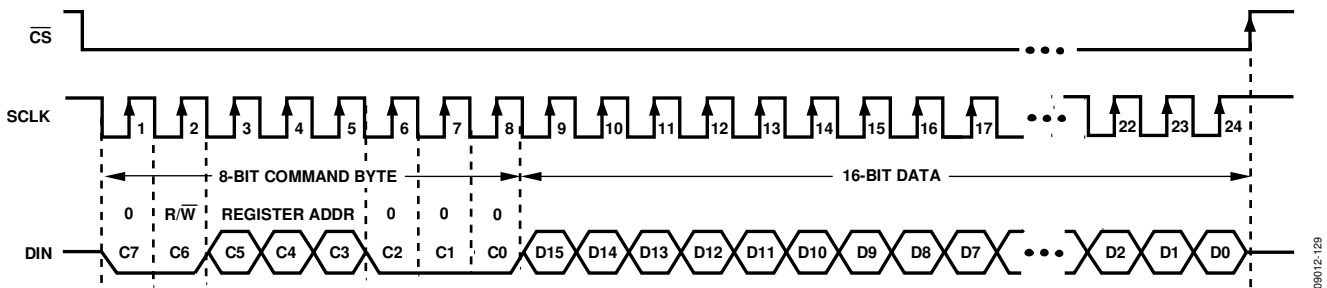 CS
SCLK
1 2 3 4 5 6 7 8 9 10 11 12 13 14 15 16 17 22 23 24
8-BIT COMMAND BYTE 16-BIT DATA
0 R/W REGISTER ADDR 0 0 0
DIN C7 C6 C5 C4 C3 C2 C1 C0 D15 D14 D13 D12 D11 D10 D9 D8 D7 D2 D1 D0
09012-129